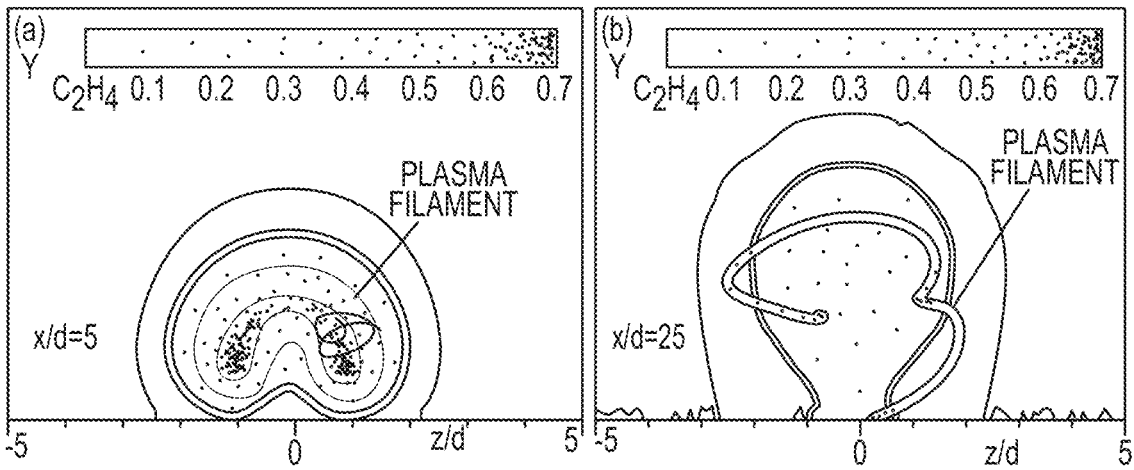 (a)
Y
C2H4 0.1 0.2 0.3 0.4 0.5 0.6 0.7
PLASMA
FILAMENT
x/d=5
-5 0 z/d 5
(b)
Y
C2H4 0.1 0.2 0.3 0.4 0.5 0.6 0.7
PLASMA
FILAMENT
x/d=25
-5 0 z/d 5